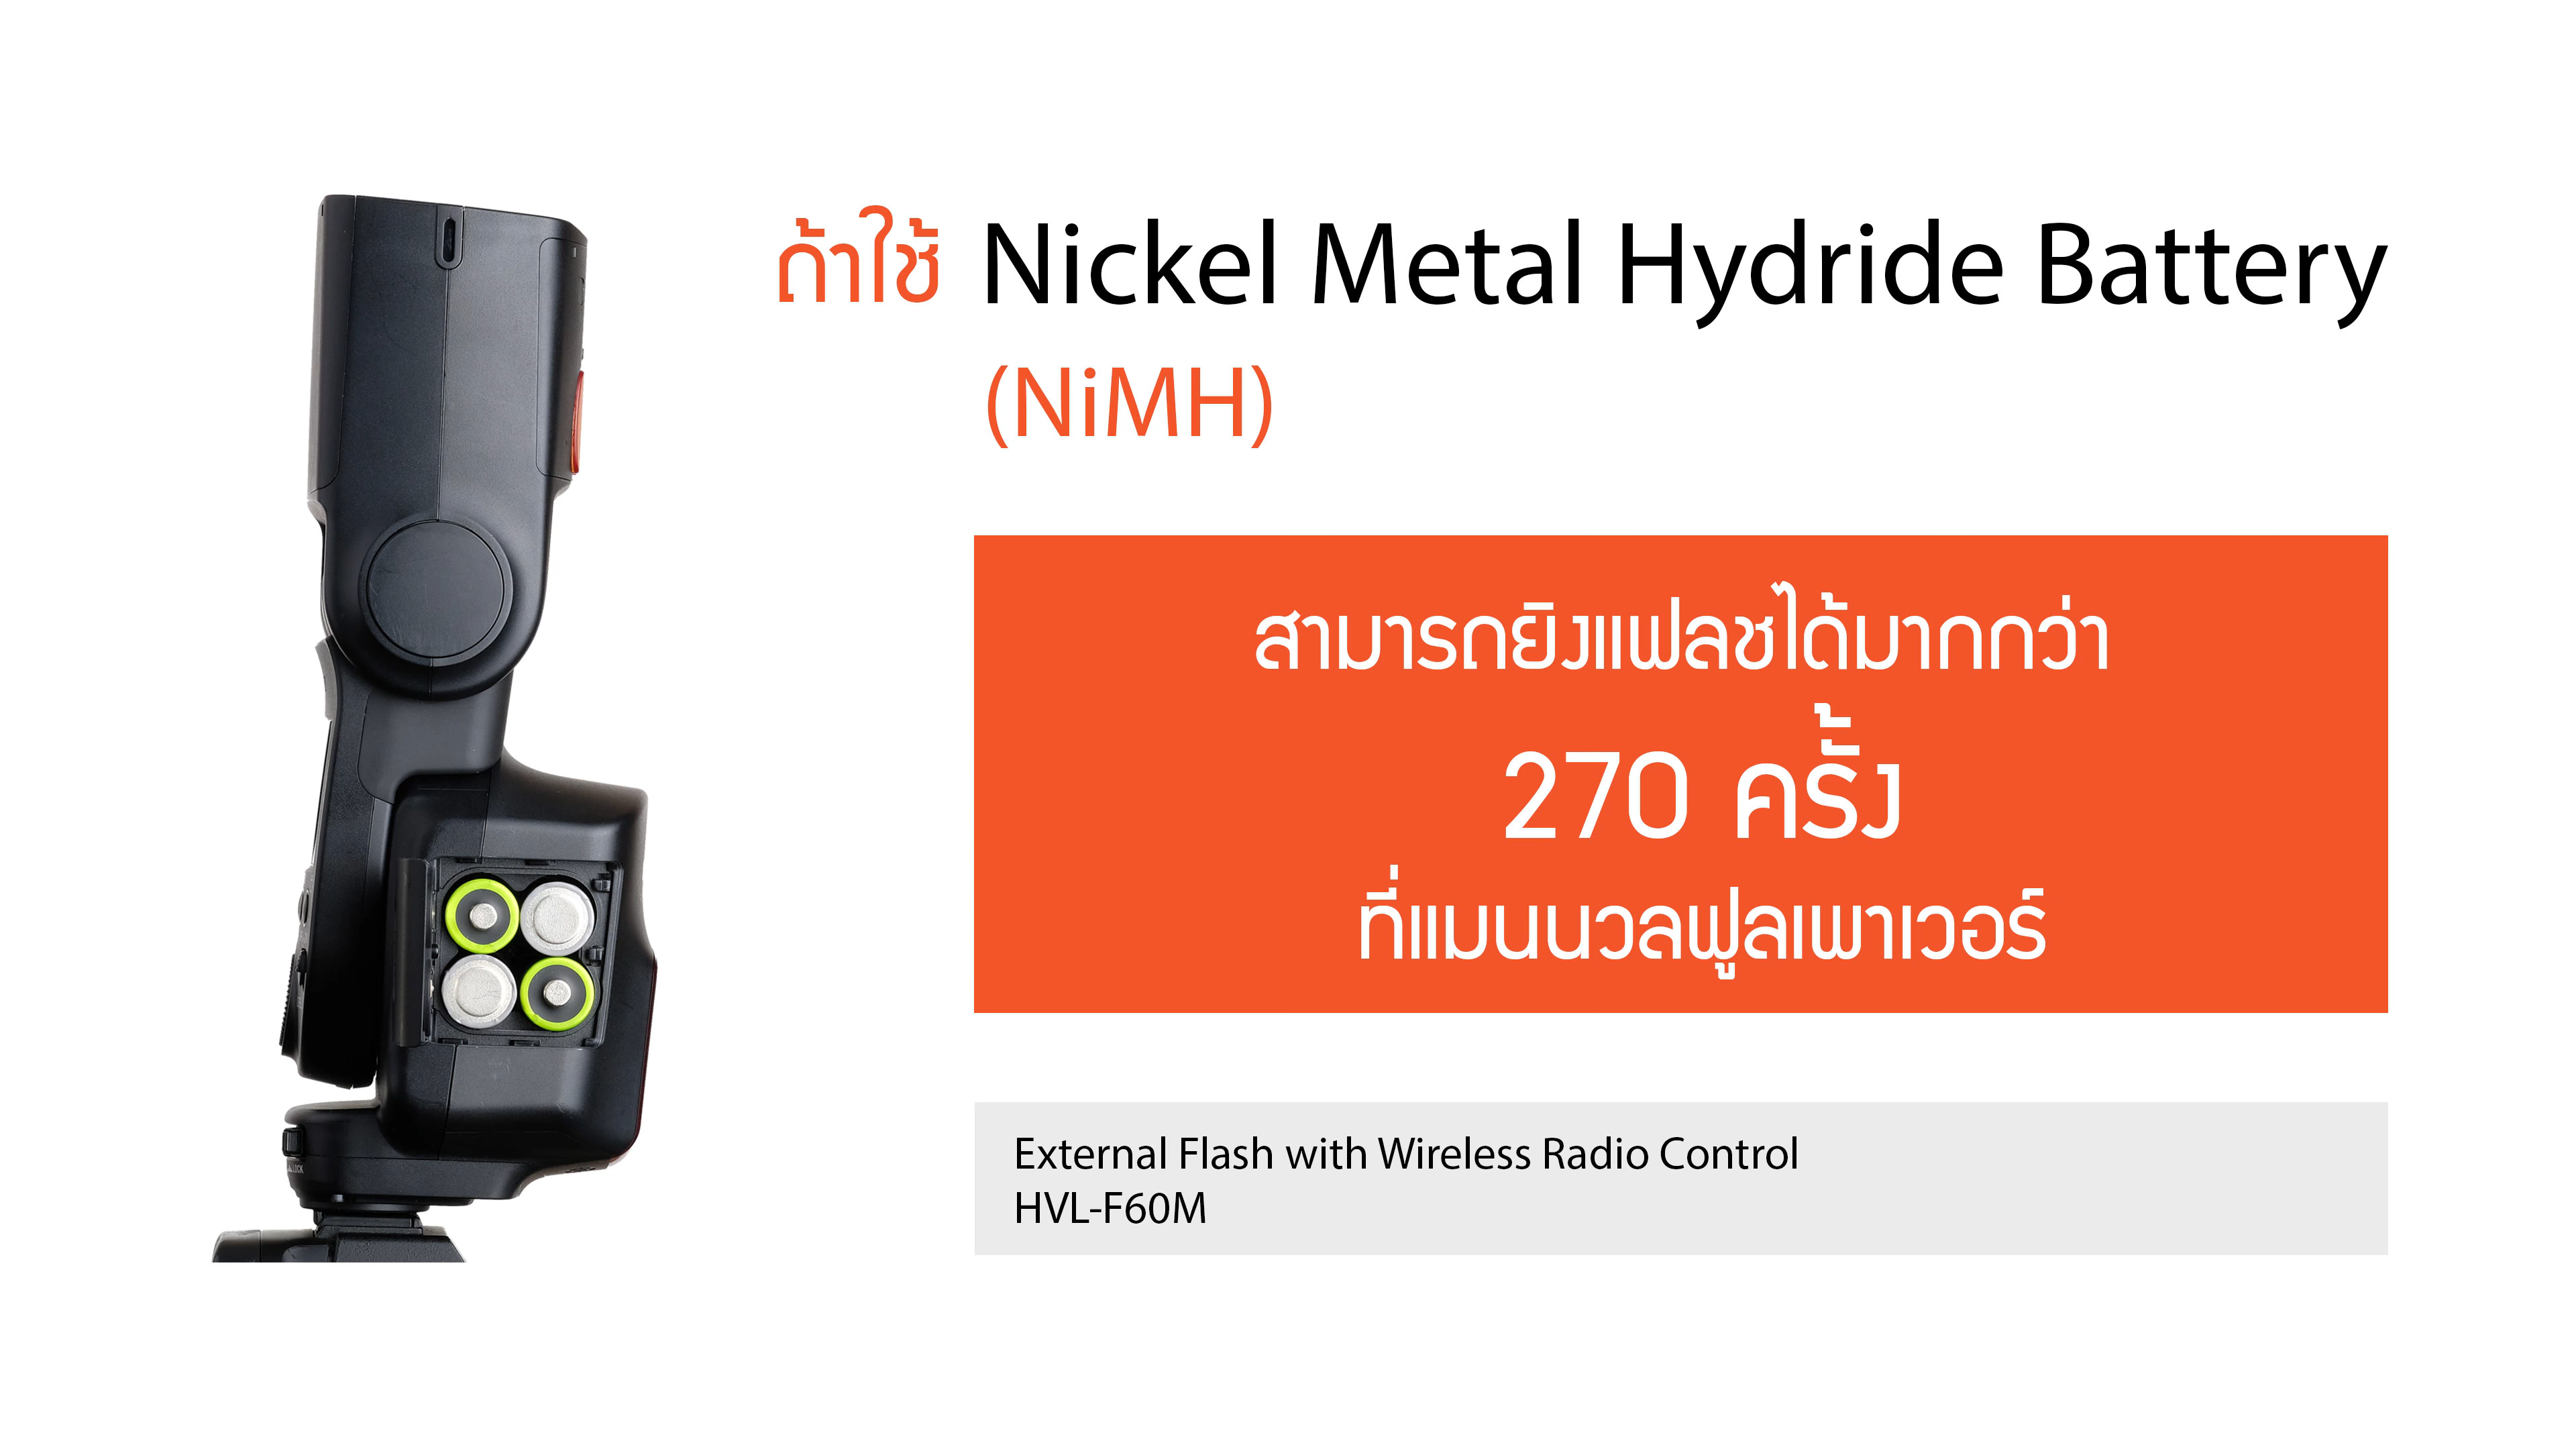 ถ้าใช้ Nickel Metal Hydride Battery
(NiMH)
สามารถยิงแฟลชได้มากกว่า
270 ครั้ง
ที่แมนนวลฟูลเพาเวอร์
LOCK
External Flash with Wireless Radio Control
HVL-F60M